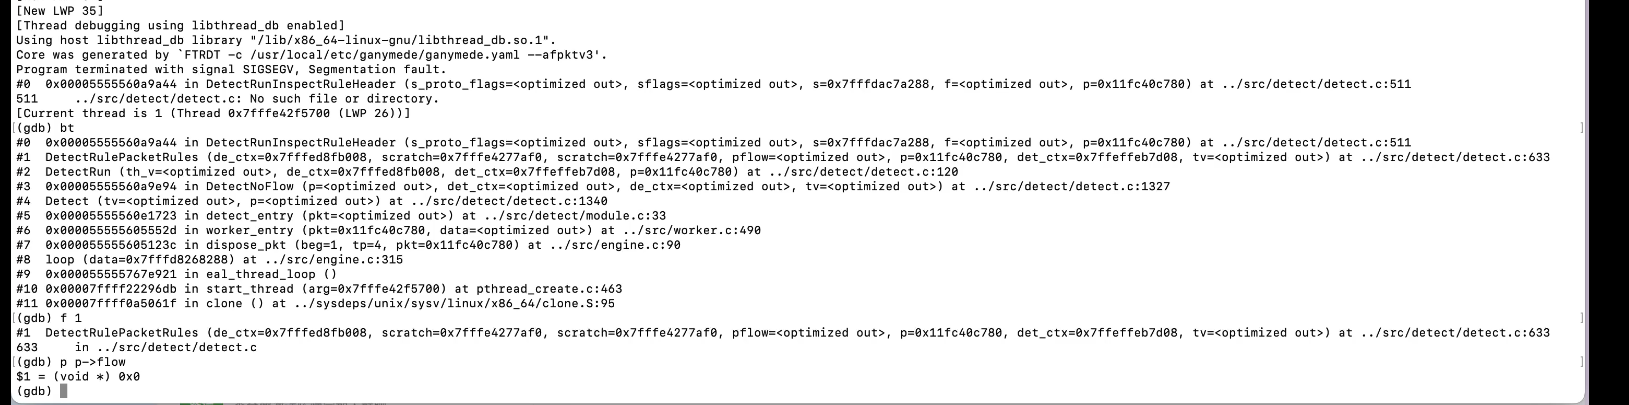 [New LWP 35]
[Thread debugging using libthread_db enabled]
Using host libthread_db library "/lib/x86_64-linux-gnu/libthread_db.so.1".
Core was generated by `FTRDT -c /usr/local/etc/ganymede/ganymede.yaml --afpktv3'.
Program terminated with signal SIGSEGV, Segmentation fault.
#0  0x00005555560a9a44 in DetectRunInspectRuleHeader (s_proto_flags=<optimized out>, sflags=<optimized out>, s=0x7fffdac7a288, f=<optimized out>, p=0x11fc40c780) at ../src/detect/detect.c:511
511     ../src/detect/detect.c: No such file or directory.
[Current thread is 1 (Thread 0x7fffe42f5700 (LWP 26))]
(gdb) bt
#0  0x00005555560a9a44 in DetectRunInspectRuleHeader (s_proto_flags=<optimized out>, sflags=<optimized out>, s=0x7fffdac7a288, f=<optimized out>, p=0x11fc40c780) at ../src/detect/detect.c:511
#1  DetectRulePacketRules (de_ctx=0x7fffed8fb008, scratch=0x7fffe4277af0, scratch=0x7fffe4277af0, pflow=<optimized out>, p=0x11fc40c780, det_ctx=0x7ffeffeb7d08, tv=<optimized out>) at ../src/detect/detect.c:633
#2  DetectRun (th_v=<optimized out>, de_ctx=0x7fffed8fb008, det_ctx=0x7ffeffeb7d08, p=0x11fc40c780) at ../src/detect/detect.c:120
#3  0x00005555560a9e94 in DetectNoFlow (p=<optimized out>, det_ctx=<optimized out>, de_ctx=<optimized out>, tv=<optimized out>) at ../src/detect/detect.c:1327
#4  Detect (tv=<optimized out>, p=<optimized out>) at ../src/detect/detect.c:1340
#5  0x00005555560e1723 in detect_entry (pkt=<optimized out>) at ../src/detect/module.c:33
#6  0x000055555605552d in worker_entry (pkt=0x11fc40c780, data=<optimized out>) at ../src/worker.c:490
#7  0x000055555605123c in dispose_pkt (beg=1, tp=4, pkt=0x11fc40c780) at ../src/engine.c:90
#8  loop (data=0x7fffd8268288) at ../src/engine.c:315
#9  0x000055555767e921 in eal_thread_loop ()
#10 0x00007ffff22296db in start_thread (arg=0x7fffe42f5700) at pthread_create.c:463
#11 0x00007ffff0a5061f in clone () at ../sysdeps/unix/sysv/linux/x86_64/clone.S:95
(gdb) f 1
#1  DetectRulePacketRules (de_ctx=0x7fffed8fb008, scratch=0x7fffe4277af0, scratch=0x7fffe4277af0, pflow=<optimized out>, p=0x11fc40c780, det_ctx=0x7ffeffeb7d08, tv=<optimized out>) at ../src/detect/detect.c:633
633     in ../src/detect/detect.c
(gdb) p p->flow
$1 = (void *) 0x0
(gdb)